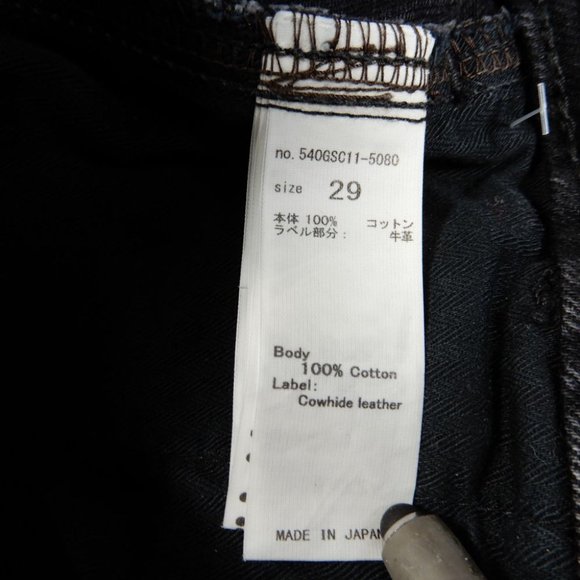 no. 540GSC11-5080
size 29
本体 100% コットン
ラベル部分: 牛革
Body
100% Cotton
Label:
Cowhide leather
MADE IN JAPAN